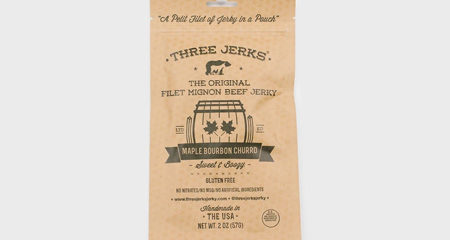 "A Petit Filet of Jerky in a Pouch"
THREE JERKS®
THE ORIGINAL
FILET MIGNON BEEF JERKY
MAPLE BOURBON CHURRO
Sweet & Boozy
GLUTEN FREE
NO NITRATES/NO MSG/NO ARTIFICIAL INGREDIENTS
• www.threejerksjerky.com • @threejerksjerky •
Handmade in
• THE USA •
NET WT. 2 OZ (57G)